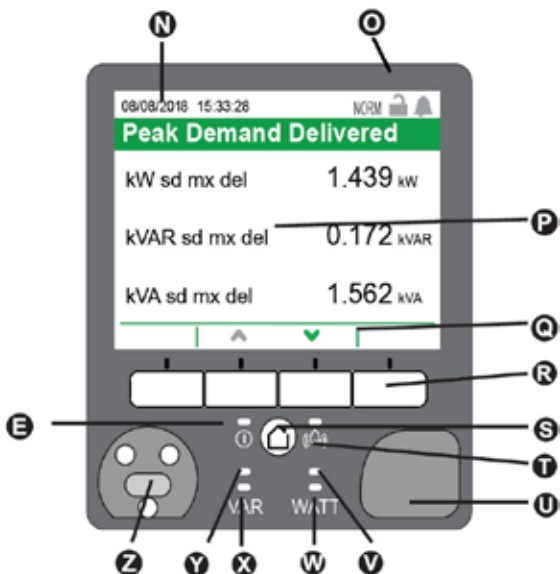 N
O
08/08/2018 15:33:28 NORM
Peak Demand Delivered
kW sd mx del 1.439 kW
P
kVAR sd mx del 0.172 kVAR
kVA sd mx del 1.562 kVA
Q
R
E
S
T
U
VAR WATT
Z Y X W V